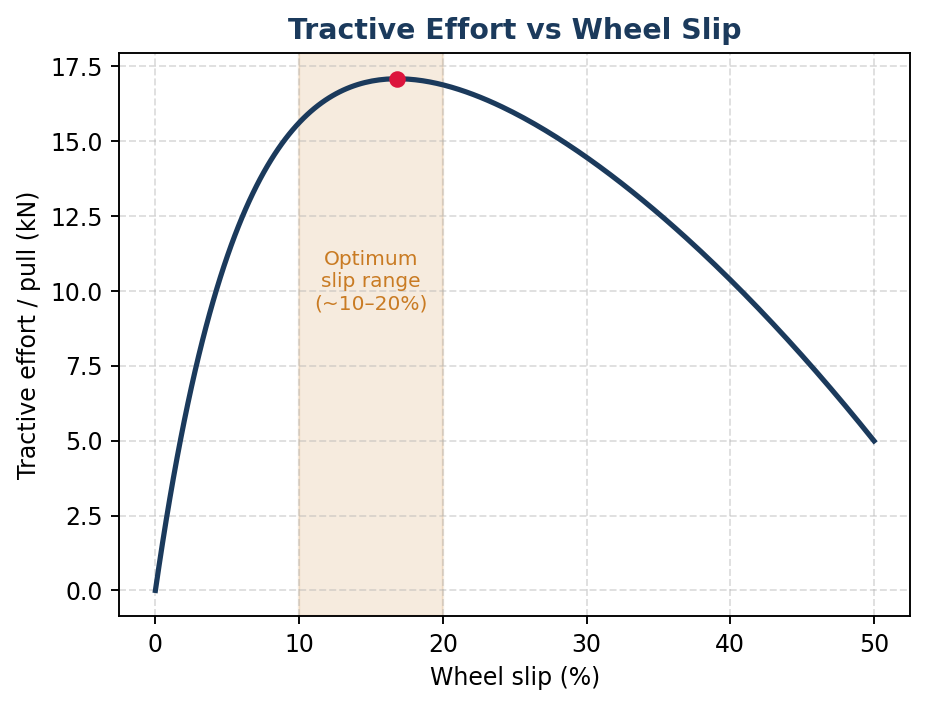 Tractive Effort vs Wheel Slip
Tractive effort / pull (kN)
17.5
15.0
12.5
10.0
7.5
5.0
2.5
0.0
Optimum
slip range
(~10–20%)
0 10 20 30 40 50
Wheel slip (%)